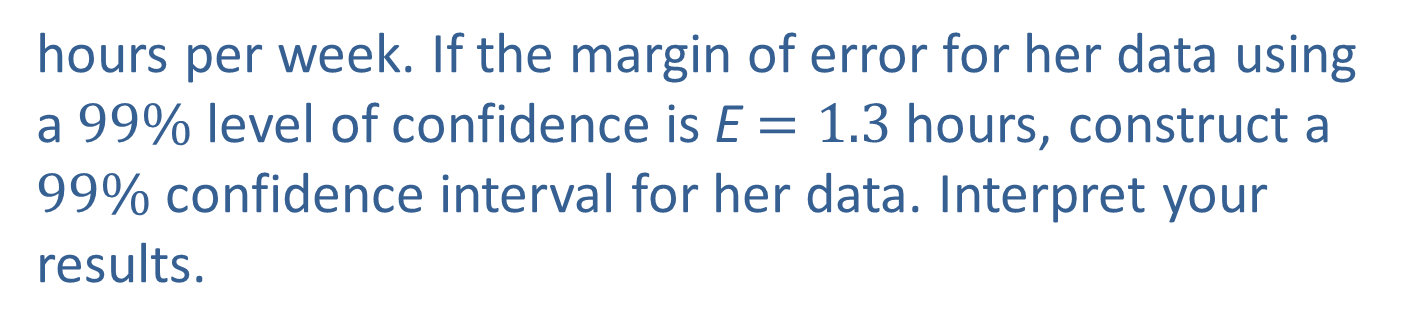 hours per week. If the margin of error for her data using
a 99% level of confidence is E = 1.3 hours, construct a
99% confidence interval for her data. Interpret your
results.